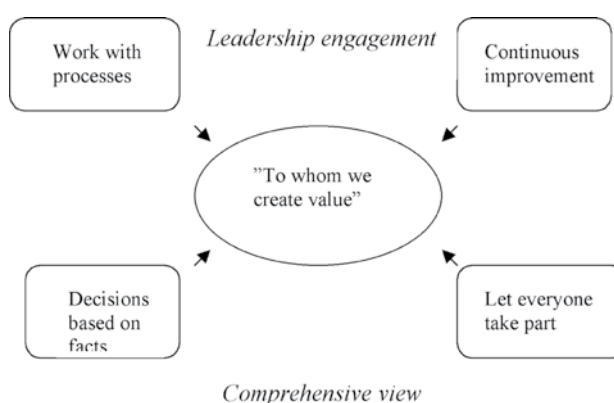 Work with
processes
Leadership engagement
Continuous
improvement
”To whom we
create value”
Decisions
based on
facts
Let everyone
take part
Comprehensive view